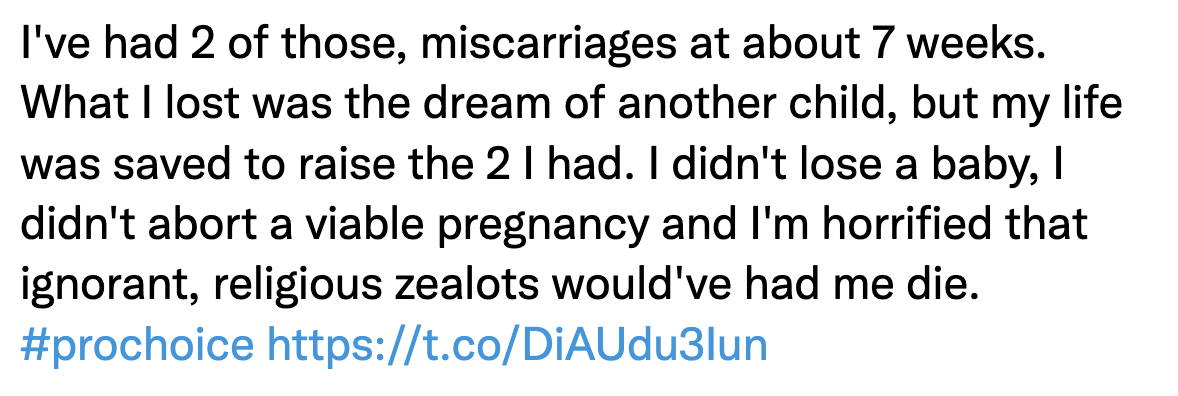 I've had 2 of those, miscarriages at about 7 weeks.
What I lost was the dream of another child, but my life
was saved to raise the 2 I had. I didn't lose a baby, I
didn't abort a viable pregnancy and I'm horrified that
ignorant, religious zealots would've had me die.
#prochoice https://t.co/DiAUdu3Iun